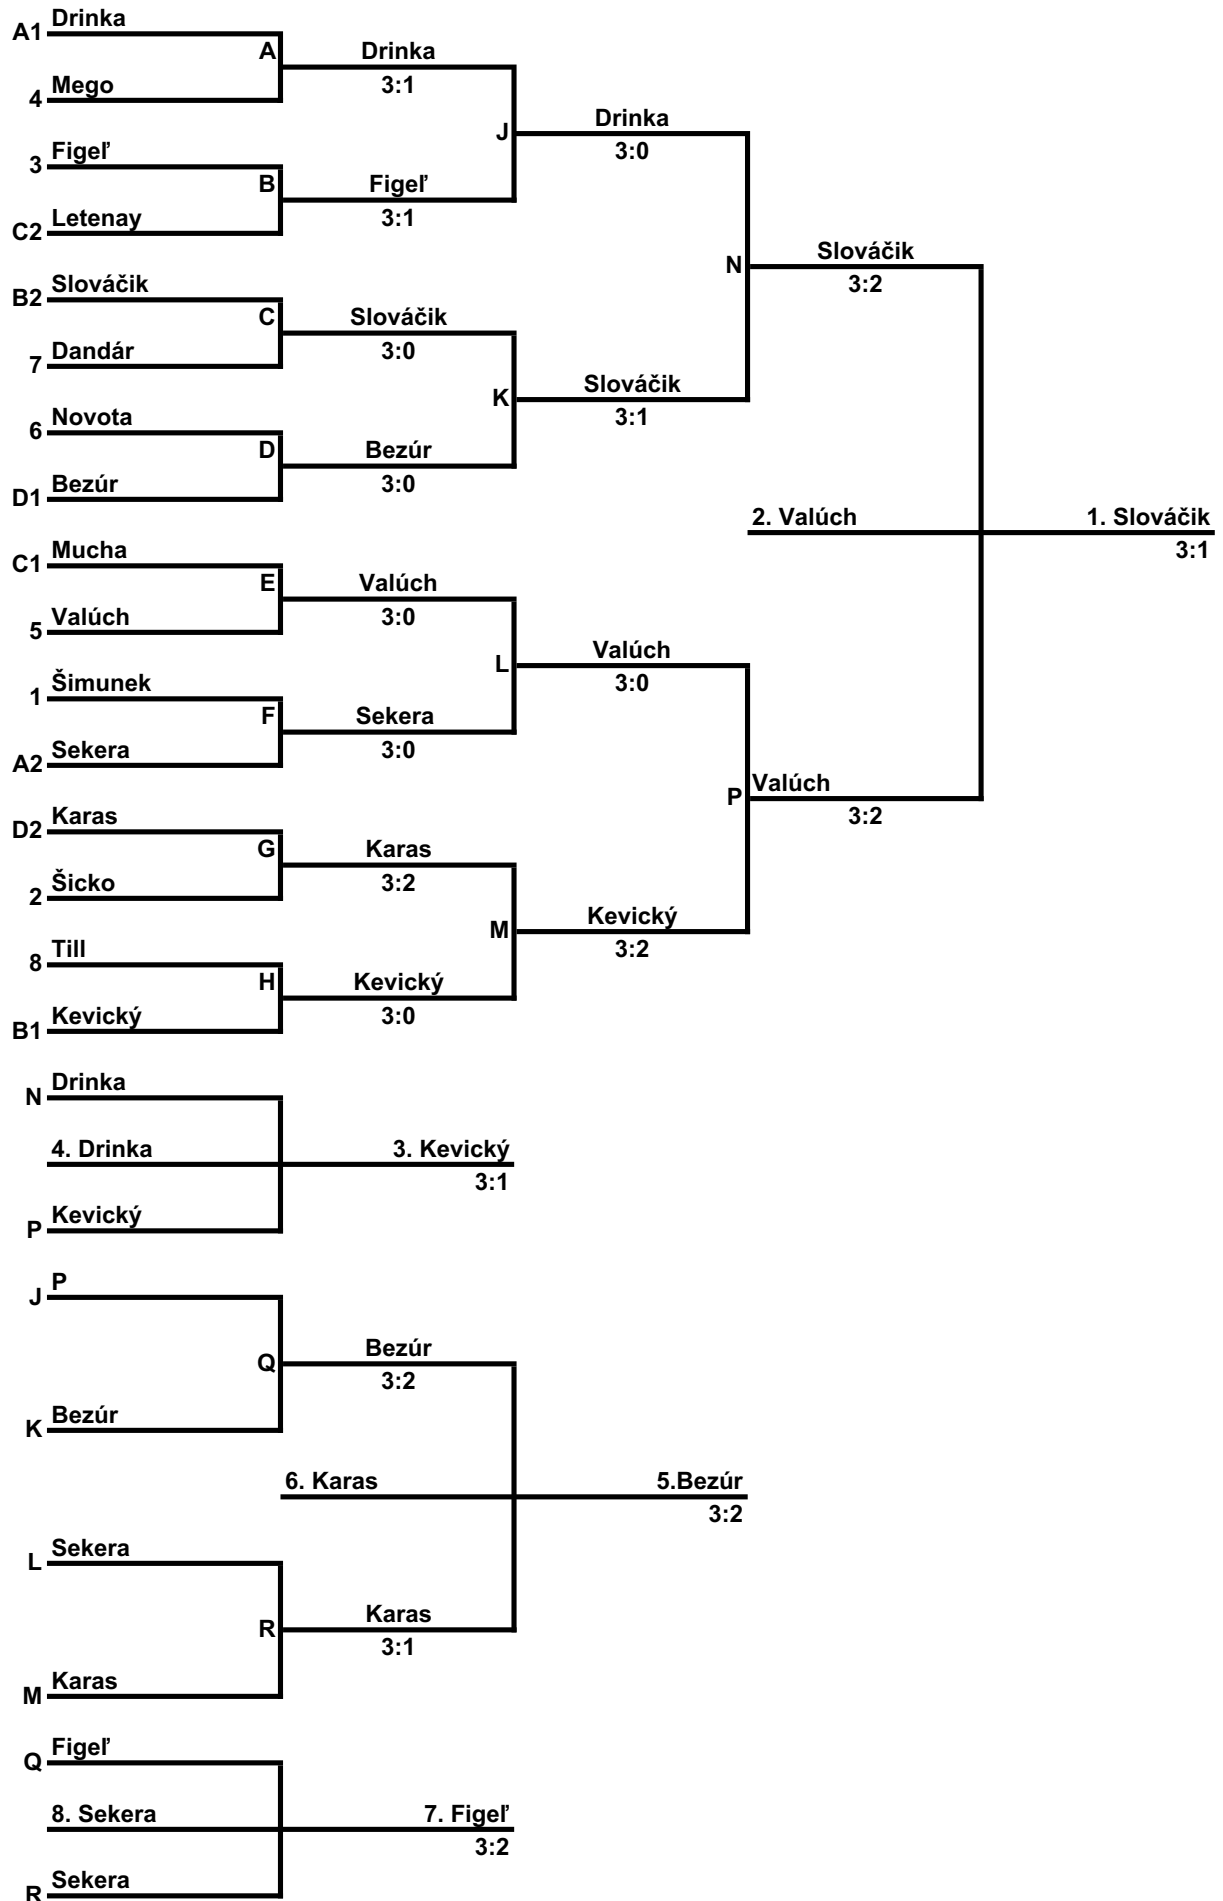 A1 Drinka
A Drinka
4 Mego
3:1
J Drinka
3:0
3 Figeľ
B Figeľ
3:1
C2 Letenay
N Slováčik
3:2
B2 Slováčik
C Slováčik
3:0
7 Dandár
K Slováčik
3:1
6 Novota
D Bezúr
3:0
D1 Bezúr
2. Valúch 1. Slováčik
3:1
C1 Mucha
E Valúch
3:0
5 Valúch
L Valúch
3:0
1 Šimunek
F Sekera
3:0
A2 Sekera
P Valúch
3:2
D2 Karas
G Karas
3:2
2 Šicko
M Kevický
3:2
8 Till
H Kevický
3:0
B1 Kevický
N Drinka
4. Drinka 3. Kevický
3:1
P Kevický
J P
Q Bezúr
3:2
K Bezúr
6. Karas 5.Bezúr
3:2
L Sekera
R Karas
3:1
M Karas
Q Figeľ
8. Sekera 7. Figeľ
3:2
R Sekera